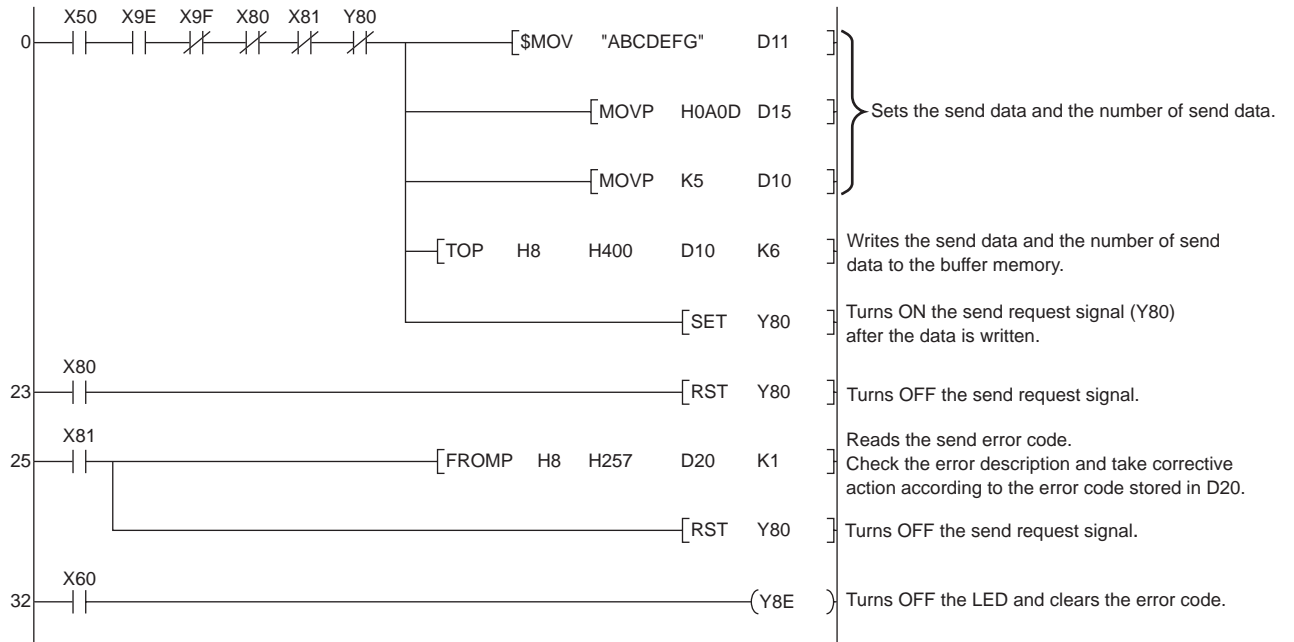 X50 X9E X9F X80 X81 Y80
0 $MOV "ABCDEFG" D11
MOVP H0A0D D15
Sets the send data and the number of send data.
MOVP K5 D10
TOP H8 H400 D10 K6
Writes the send data and the number of send
data to the buffer memory.
SET Y80
Turns ON the send request signal (Y80)
after the data is written.
X80
23 RST Y80
Turns OFF the send request signal.
X81
25 FROMP H8 H257 D20 K1
Reads the send error code.
Check the error description and take corrective
action according to the error code stored in D20.
RST Y80
Turns OFF the send request signal.
X60
32 Y8E
Turns OFF the LED and clears the error code.